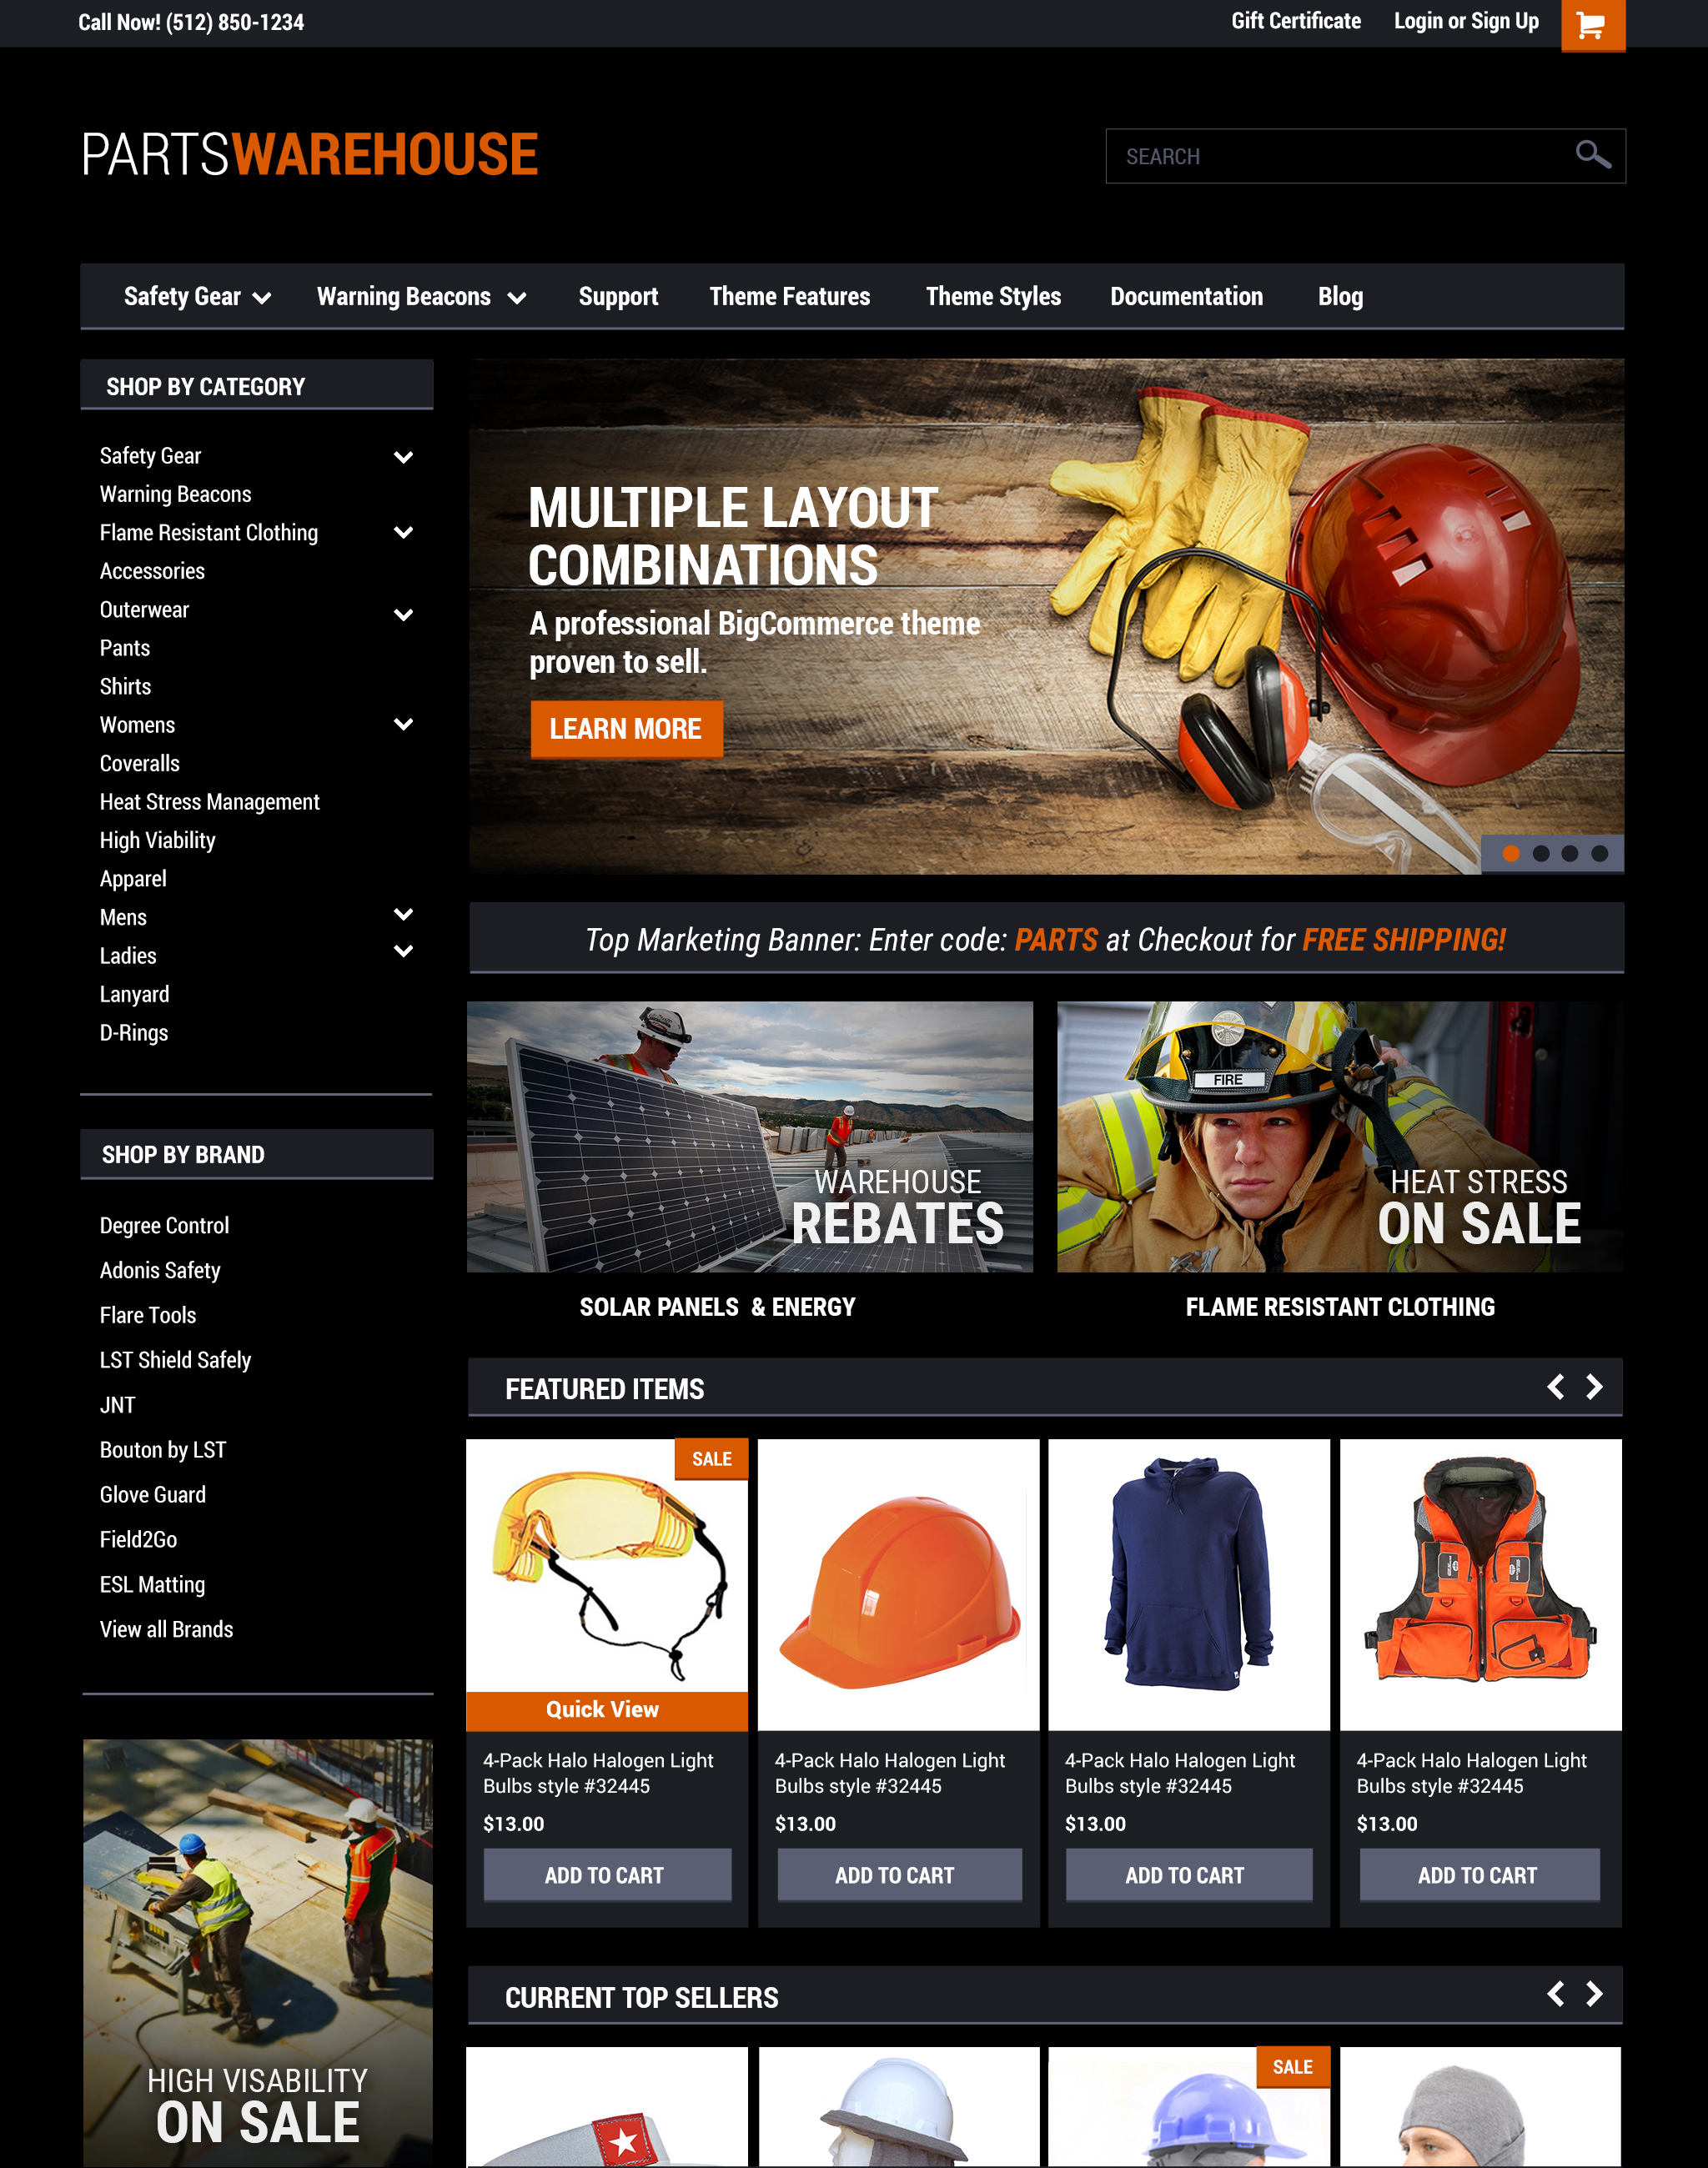 Call Now! (512) 850-1234
Gift Certificate
Login or Sign Up
PARTSWAREHOUSE
SEARCH
Safety Gear
Warning Beacons
Support
Theme Features
Theme Styles
Documentation
Blog
SHOP BY CATEGORY
Safety Gear
Warning Beacons
Flame Resistant Clothing
Accessories
Outerwear
Pants
Shirts
Womens
Coveralls
Heat Stress Management
High Viability
Apparel
Mens
Ladies
Lanyard
D-Rings
SHOP BY BRAND
Degree Control
Adonis Safety
Flare Tools
LST Shield Safely
JNT
Bouton by LST
Glove Guard
Field2Go
ESL Matting
View all Brands
HIGH VISABILITY
ON SALE
MULTIPLE LAYOUT
COMBINATIONS
A professional BigCommerce theme
proven to sell.
LEARN MORE
Top Marketing Banner: Enter code: PARTS at Checkout for FREE SHIPPING!
WAREHOUSE
REBATES
SOLAR PANELS & ENERGY
FIRE
HEAT STRESS
ON SALE
FLAME RESISTANT CLOTHING
FEATURED ITEMS
SALE
Quick View
4-Pack Halo Halogen Light
Bulbs style #32445
$13.00
ADD TO CART
4-Pack Halo Halogen Light
Bulbs style #32445
$13.00
ADD TO CART
4-Pack Halo Halogen Light
Bulbs style #32445
$13.00
ADD TO CART
4-Pack Halo Halogen Light
Bulbs style #32445
$13.00
ADD TO CART
CURRENT TOP SELLERS
SALE